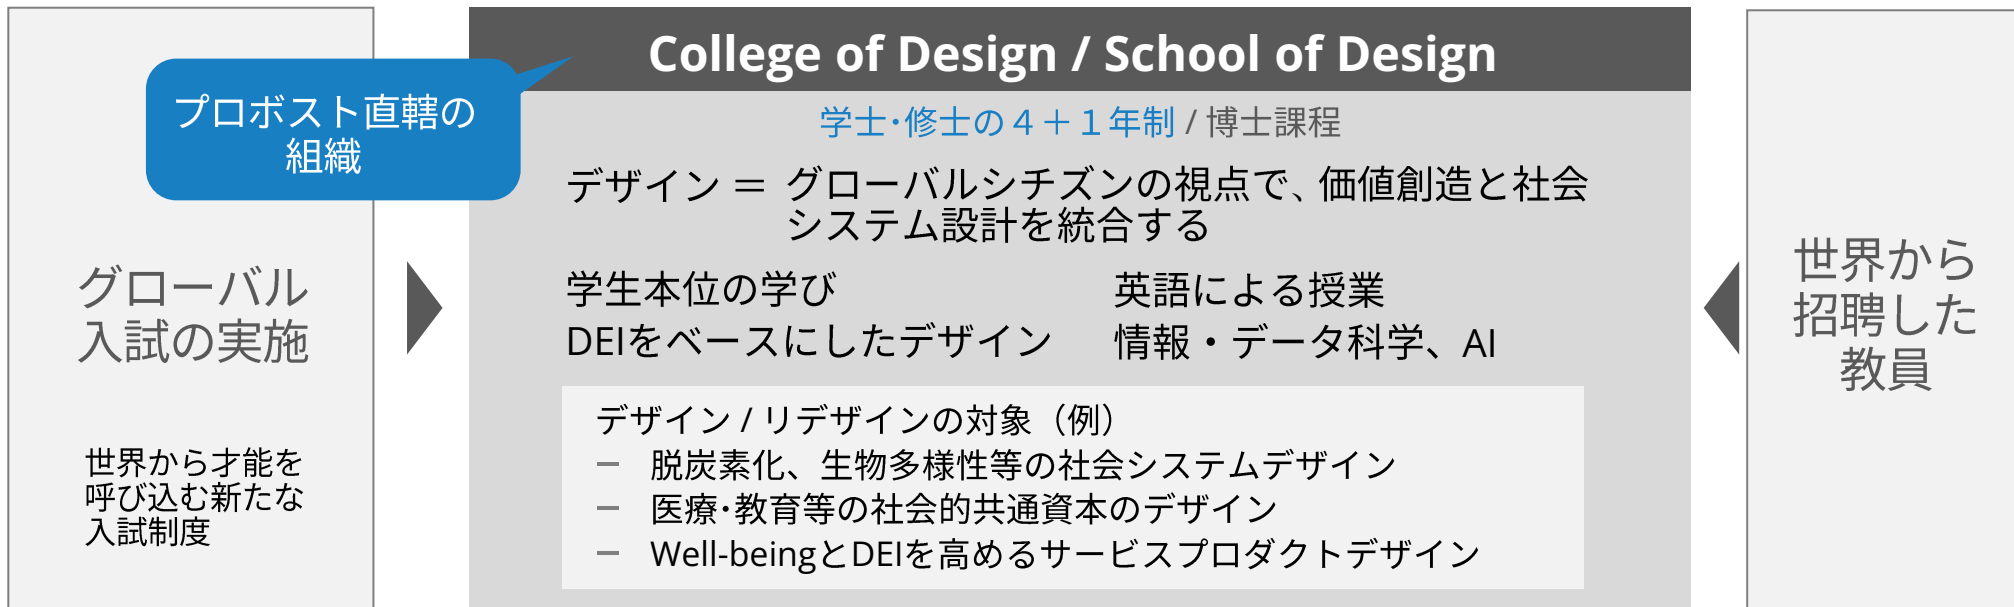 プロボスト直轄の
組織
グローバル
入試の実施
世界から才能を
呼び込む新たな
入試制度
College of Design / School of Design
学士･修士の４＋１年制 / 博士課程
デザイン ＝ グローバルシチズンの視点で、価値創造と社会
システム設計を統合する
学生本位の学び
英語による授業
DEIをベースにしたデザイン
情報・データ科学、AI
デザイン / リデザインの対象（例）
− 脱炭素化、生物多様性等の社会システムデザイン
− 医療･教育等の社会的共通資本のデザイン
− Well-beingとDEIを高めるサービスプロダクトデザイン
世界から
招聘した
教員